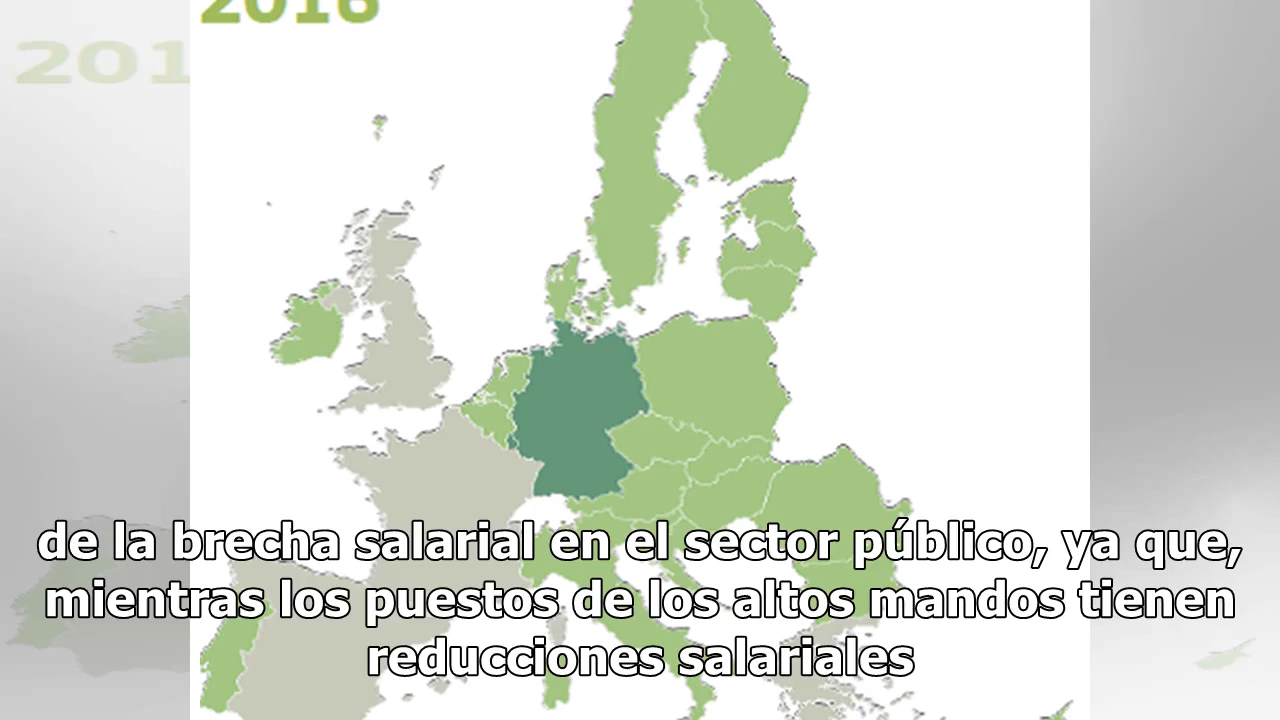 2016
de la brecha salarial en el sector público, ya que,
mientras los puestos de los altos mandos tienen
reducciones salariales